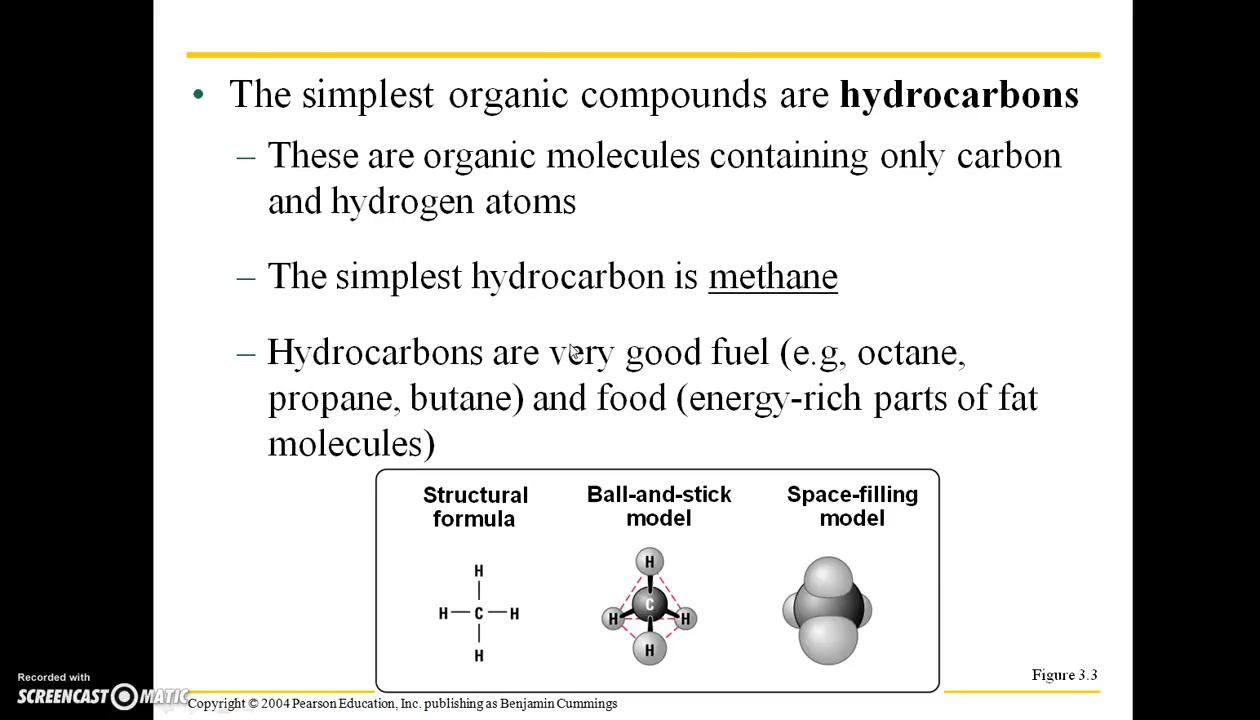 • The simplest organic compounds are hydrocarbons
– These are organic molecules containing only carbon
and hydrogen atoms
– The simplest hydrocarbon is methane
– Hydrocarbons are very good fuel (e.g, octane,
propane, butane) and food (energy-rich parts of fat
molecules)
Structural
formula
Ball-and-stick
model
Space-filling
model
H
H C H
H
H
C
H H
H
Figure 3.3
Recorded with
SCREENCAST MATIC
Copyright © 2004 Pearson Education, Inc. publishing as Benjamin Cummings